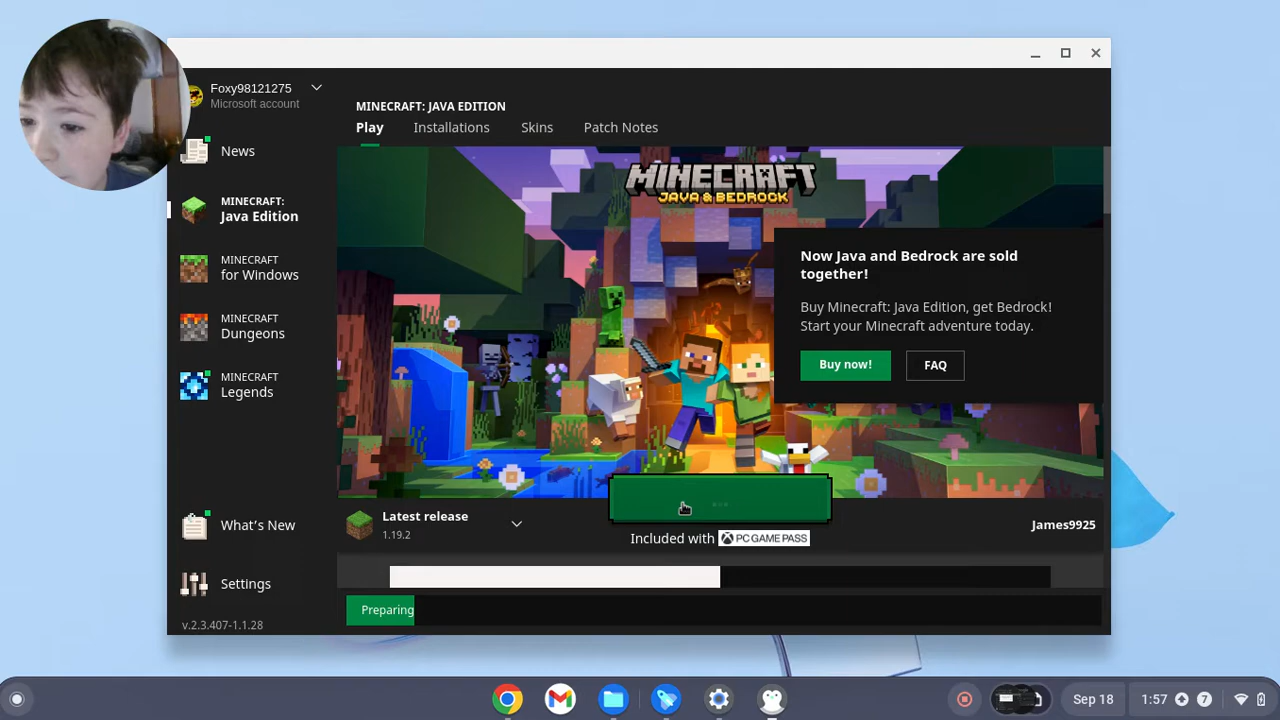 Foxy98121275
Microsoft account
News
MINECRAFT:
Java Edition
MINECRAFT
for Windows
MINECRAFT
Dungeons
MINECRAFT
Legends
What's New
Settings
v.2.3.407-1.1.28
MINECRAFT: JAVA EDITION
Play Installations Skins Patch Notes
MINECRAFT
JAVA & BEDROCK
Now Java and Bedrock are sold
together!
Buy Minecraft: Java Edition, get Bedrock!
Start your Minecraft adventure today.
Buy now! FAQ
Latest release
1.19.2
Included with PC GAME PASS
James9925
Preparing
Sep 18 1:57 7